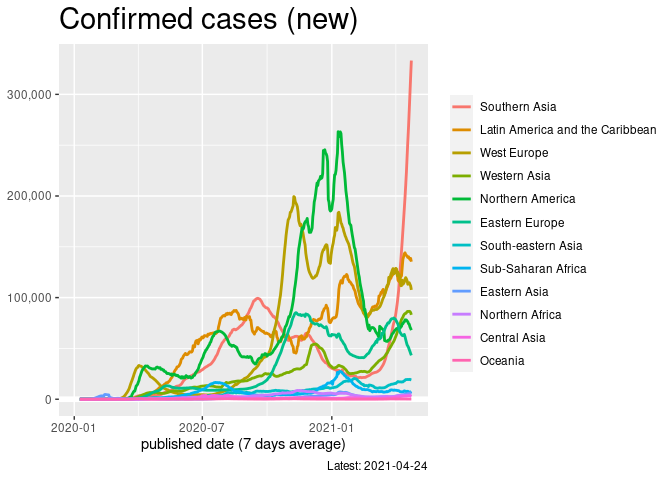 Confirmed cases (new)
300,000
200,000
100,000
0
2020-01
2020-07
2021-01
published date (7 days average)
Latest: 2021-04-24
Southern Asia
Latin America and the Caribbean
West Europe
Western Asia
Northern America
Eastern Europe
South-eastern Asia
Sub-Saharan Africa
Eastern Asia
Northern Africa
Central Asia
Oceania